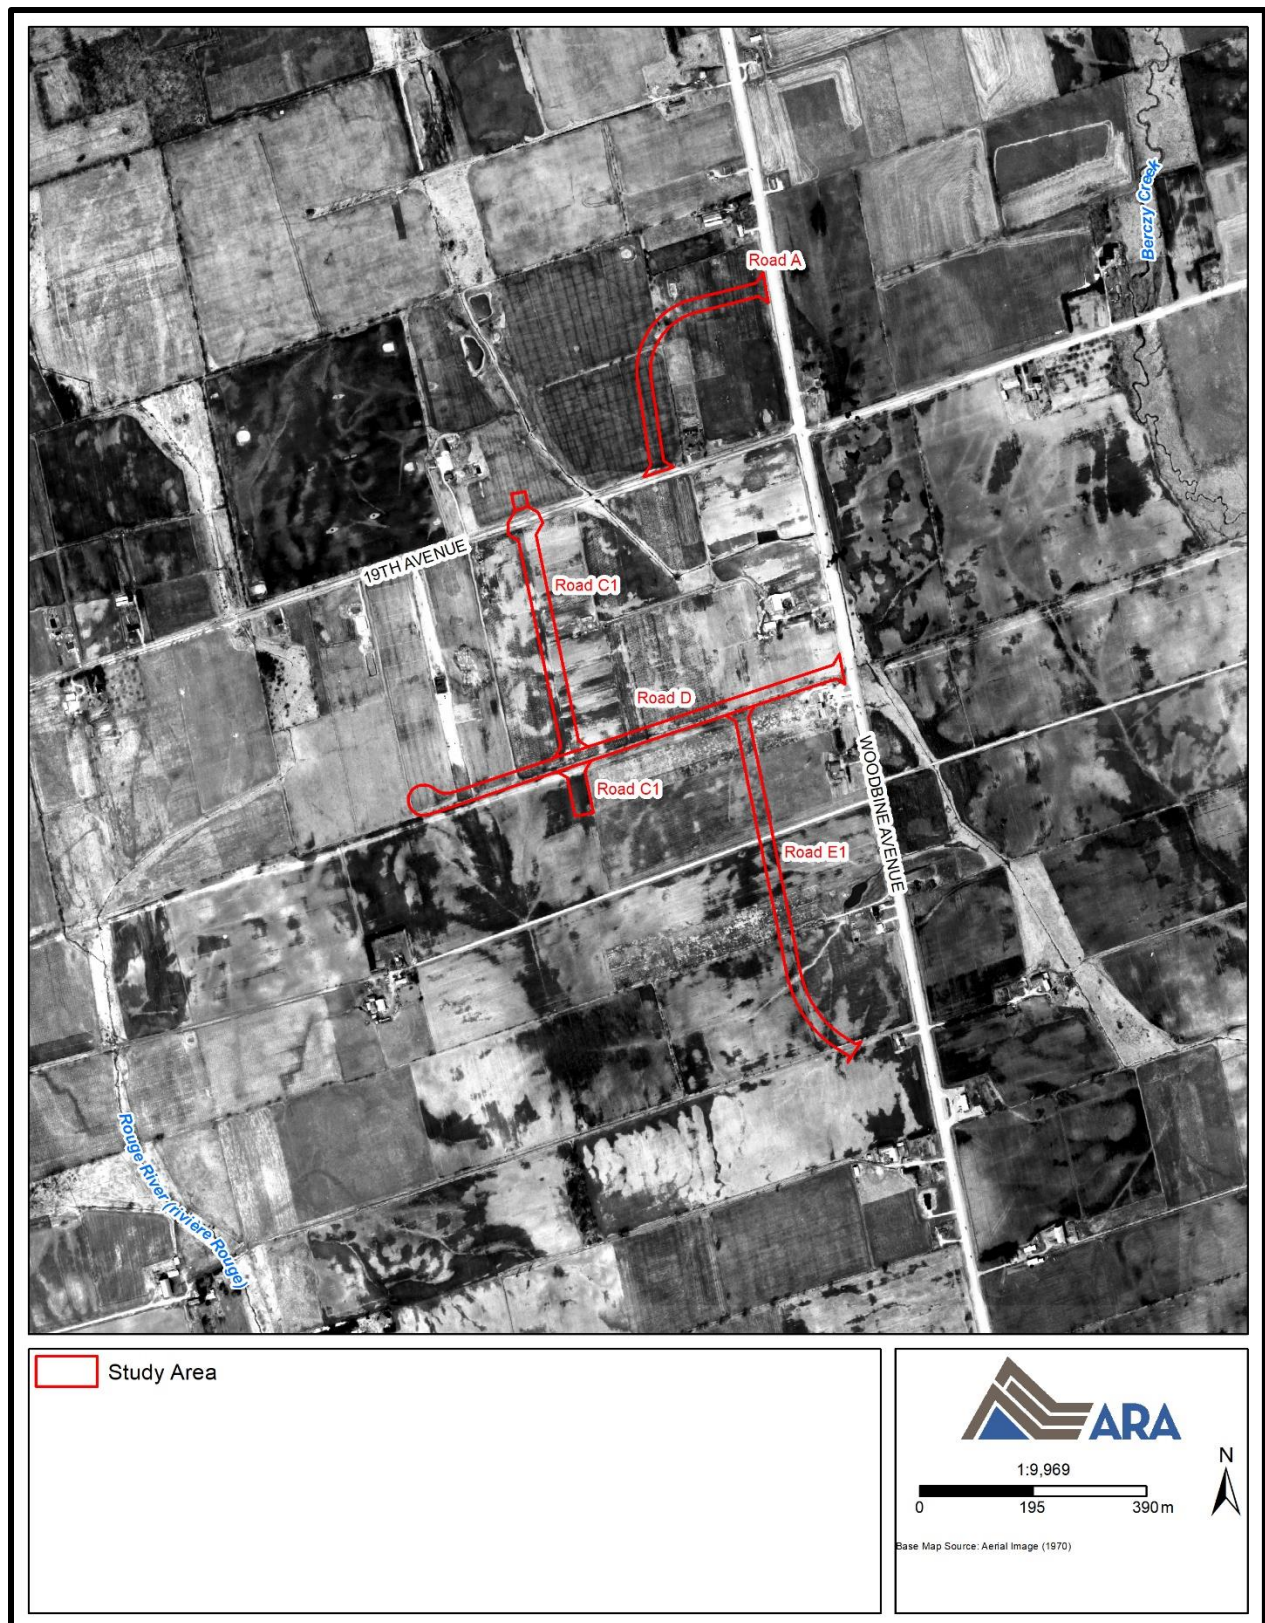 Road A
Berczy Creek
19TH AVENUE
Road C1
Road D
WOODBINE AVENUE
Road C1
Road E1
Rouge River (rivière Rouge)
Study Area
ARA
1:9,969
N
0 195 390 m
Base Map Source: Aerial Image (1970)